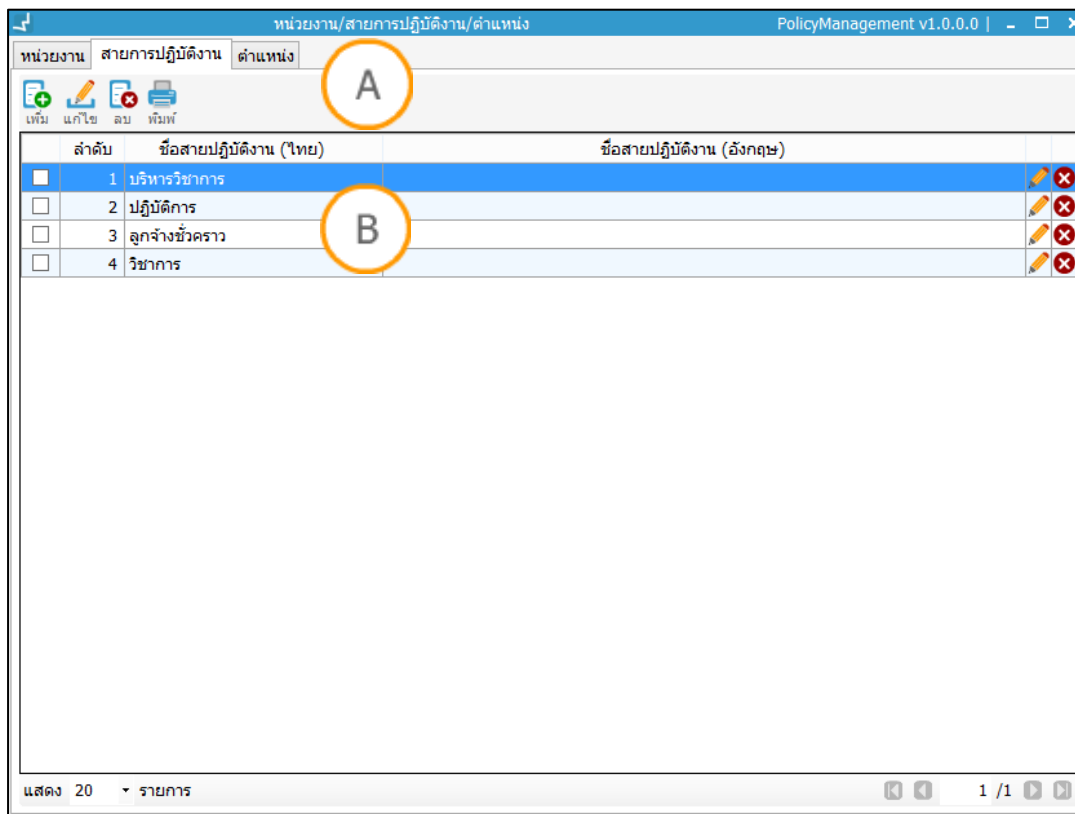 หน่วยงาน/สายการปฏิบัติงาน/ตำแหน่ง PolicyManagement v1.0.0.0 |
หน่วยงาน สายการปฏิบัติงาน ตำแหน่ง
A
เพิ่ม แก้ไข ลบ พิมพ์
ลำดับ ชื่อสายปฏิบัติงาน (ไทย) ชื่อสายปฏิบัติงาน (อังกฤษ)
1 บริหารวิชาการ
2 ปฏิบัติการ
B
3 ลูกจ้างชั่วคราว
4 วิชาการ
แสดง 20 รายการ 1 /1